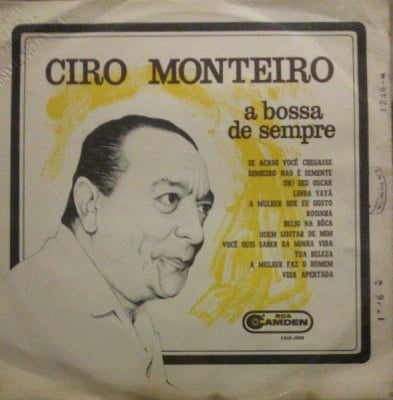 CIRO MONTEIRO
a bossa
de sempre
SE ACASO VOCÊ CHEGASSE
DINHEIRO NÃO É SEMENTE
OH! SEU OSCAR
LINDA YAYÁ
A MULHER QUE EU GOSTO
ROSINHA
BEIJO NA BÔCA
QUEM GOSTAR DE MIM
VOCÊ QUIS SABER DA MINHA VIDA
TUA BELEZA
A MULHER FAZ O HOMEM
VIDA APERTADA
RCA
CAMDEN